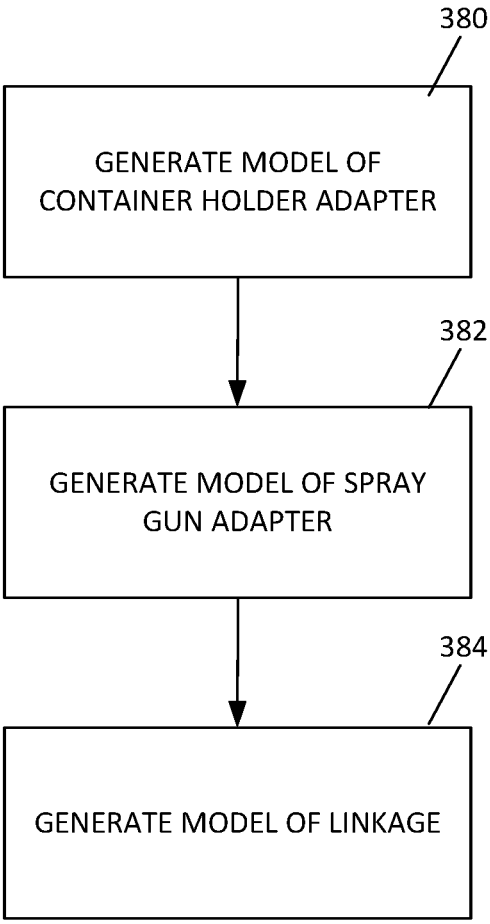 380
GENERATE MODEL OF
CONTAINER HOLDER ADAPTER
382
GENERATE MODEL OF SPRAY
GUN ADAPTER
384
GENERATE MODEL OF LINKAGE